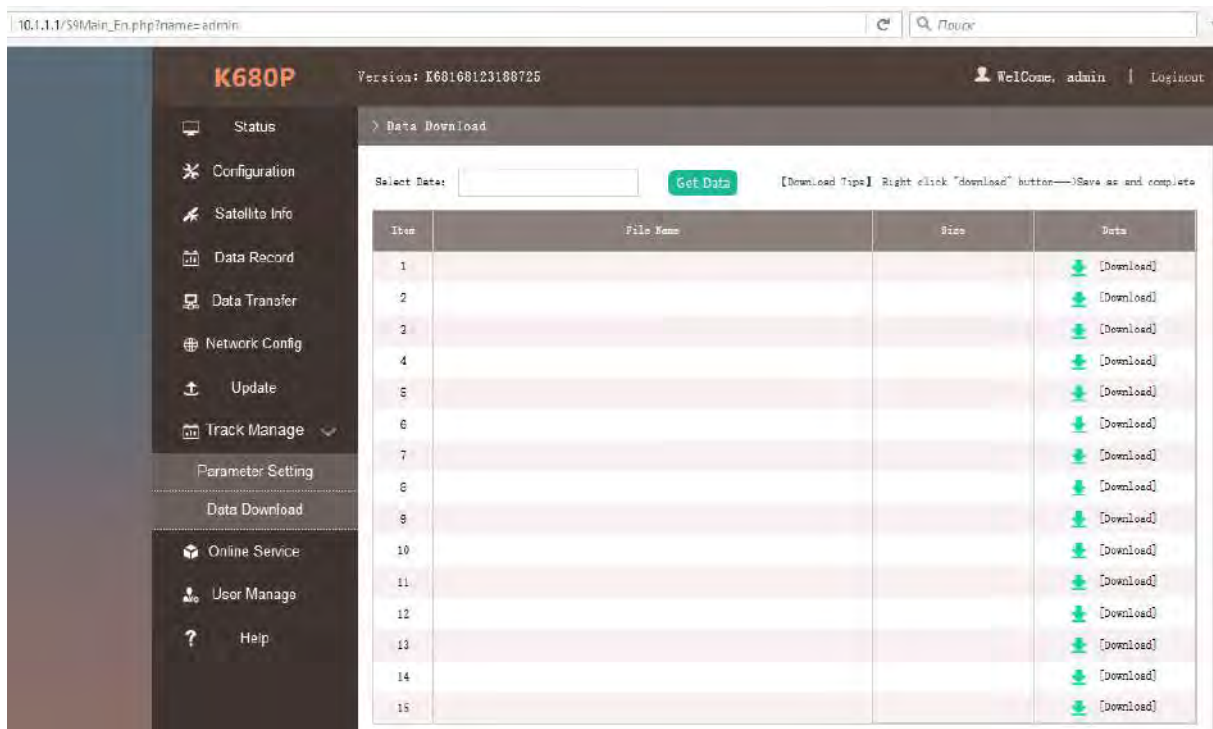 10.1.1.1/S9Main_En.php?name=admin
Поиск
K680P
Version: K68168123188725
WelCome, admin | Loginout
Status
Configuration
Satellite Info
Data Record
Data Transfer
Network Config
Update
Track Manage
Parameter Setting
Data Download
Online Service
User Manage
Help
> Data Download
Select Date:
Get Data
【Download Tips】 Right click "download" button--->Save as and complete
Item File Name Size Data
1 [Download]
2 [Download]
3 [Download]
4 [Download]
5 [Download]
6 [Download]
7 [Download]
8 [Download]
9 [Download]
10 [Download]
11 [Download]
12 [Download]
13 [Download]
14 [Download]
15 [Download]